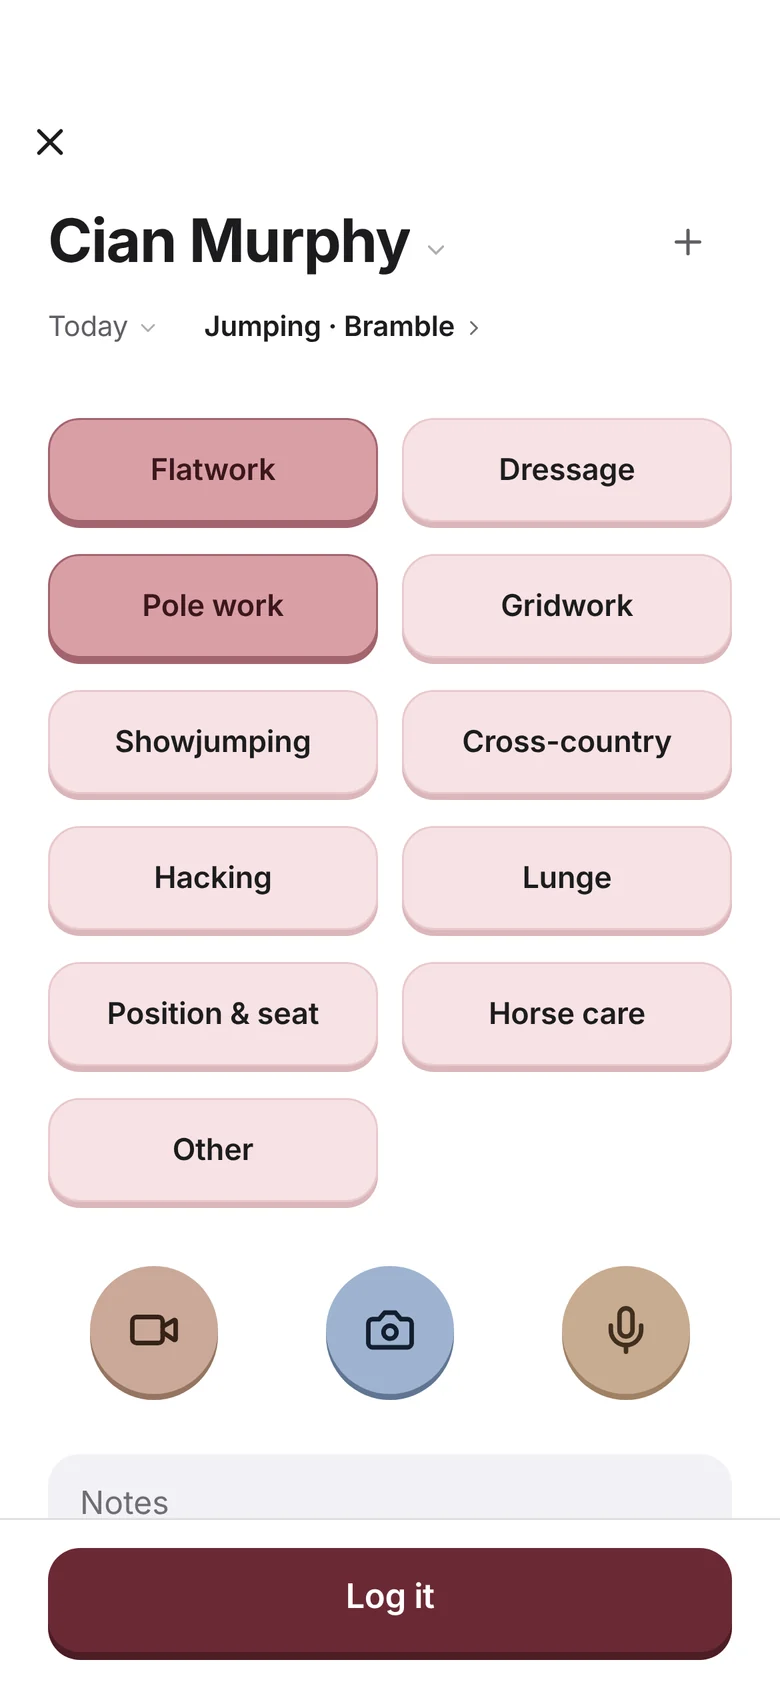 Cian Murphy
Today Jumping · Bramble
Flatwork Dressage
Pole work Gridwork
Showjumping Cross-country
Hacking Lunge
Position & seat Horse care
Other
Notes
Log it